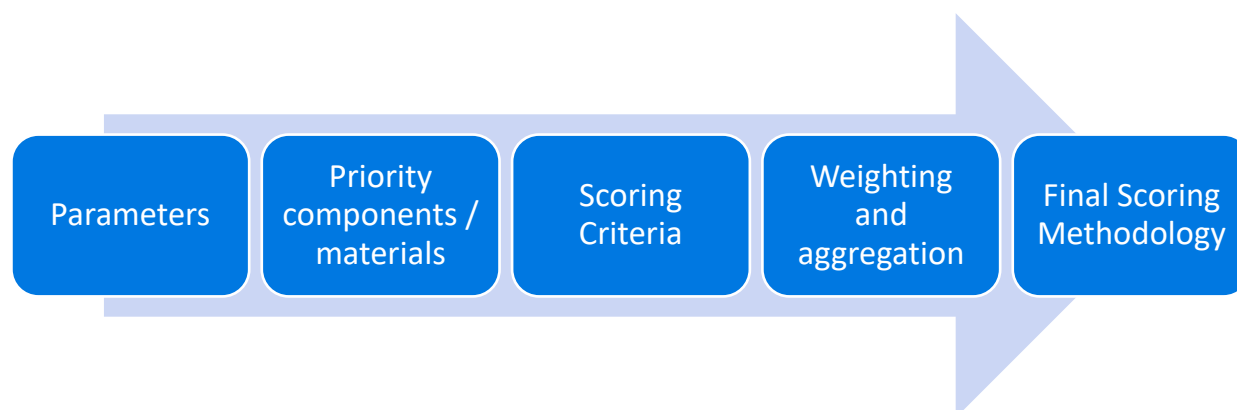 Parameters
Priority
components /
materials
Scoring
Criteria
Weighting
and
aggregation
Final Scoring
Methodology